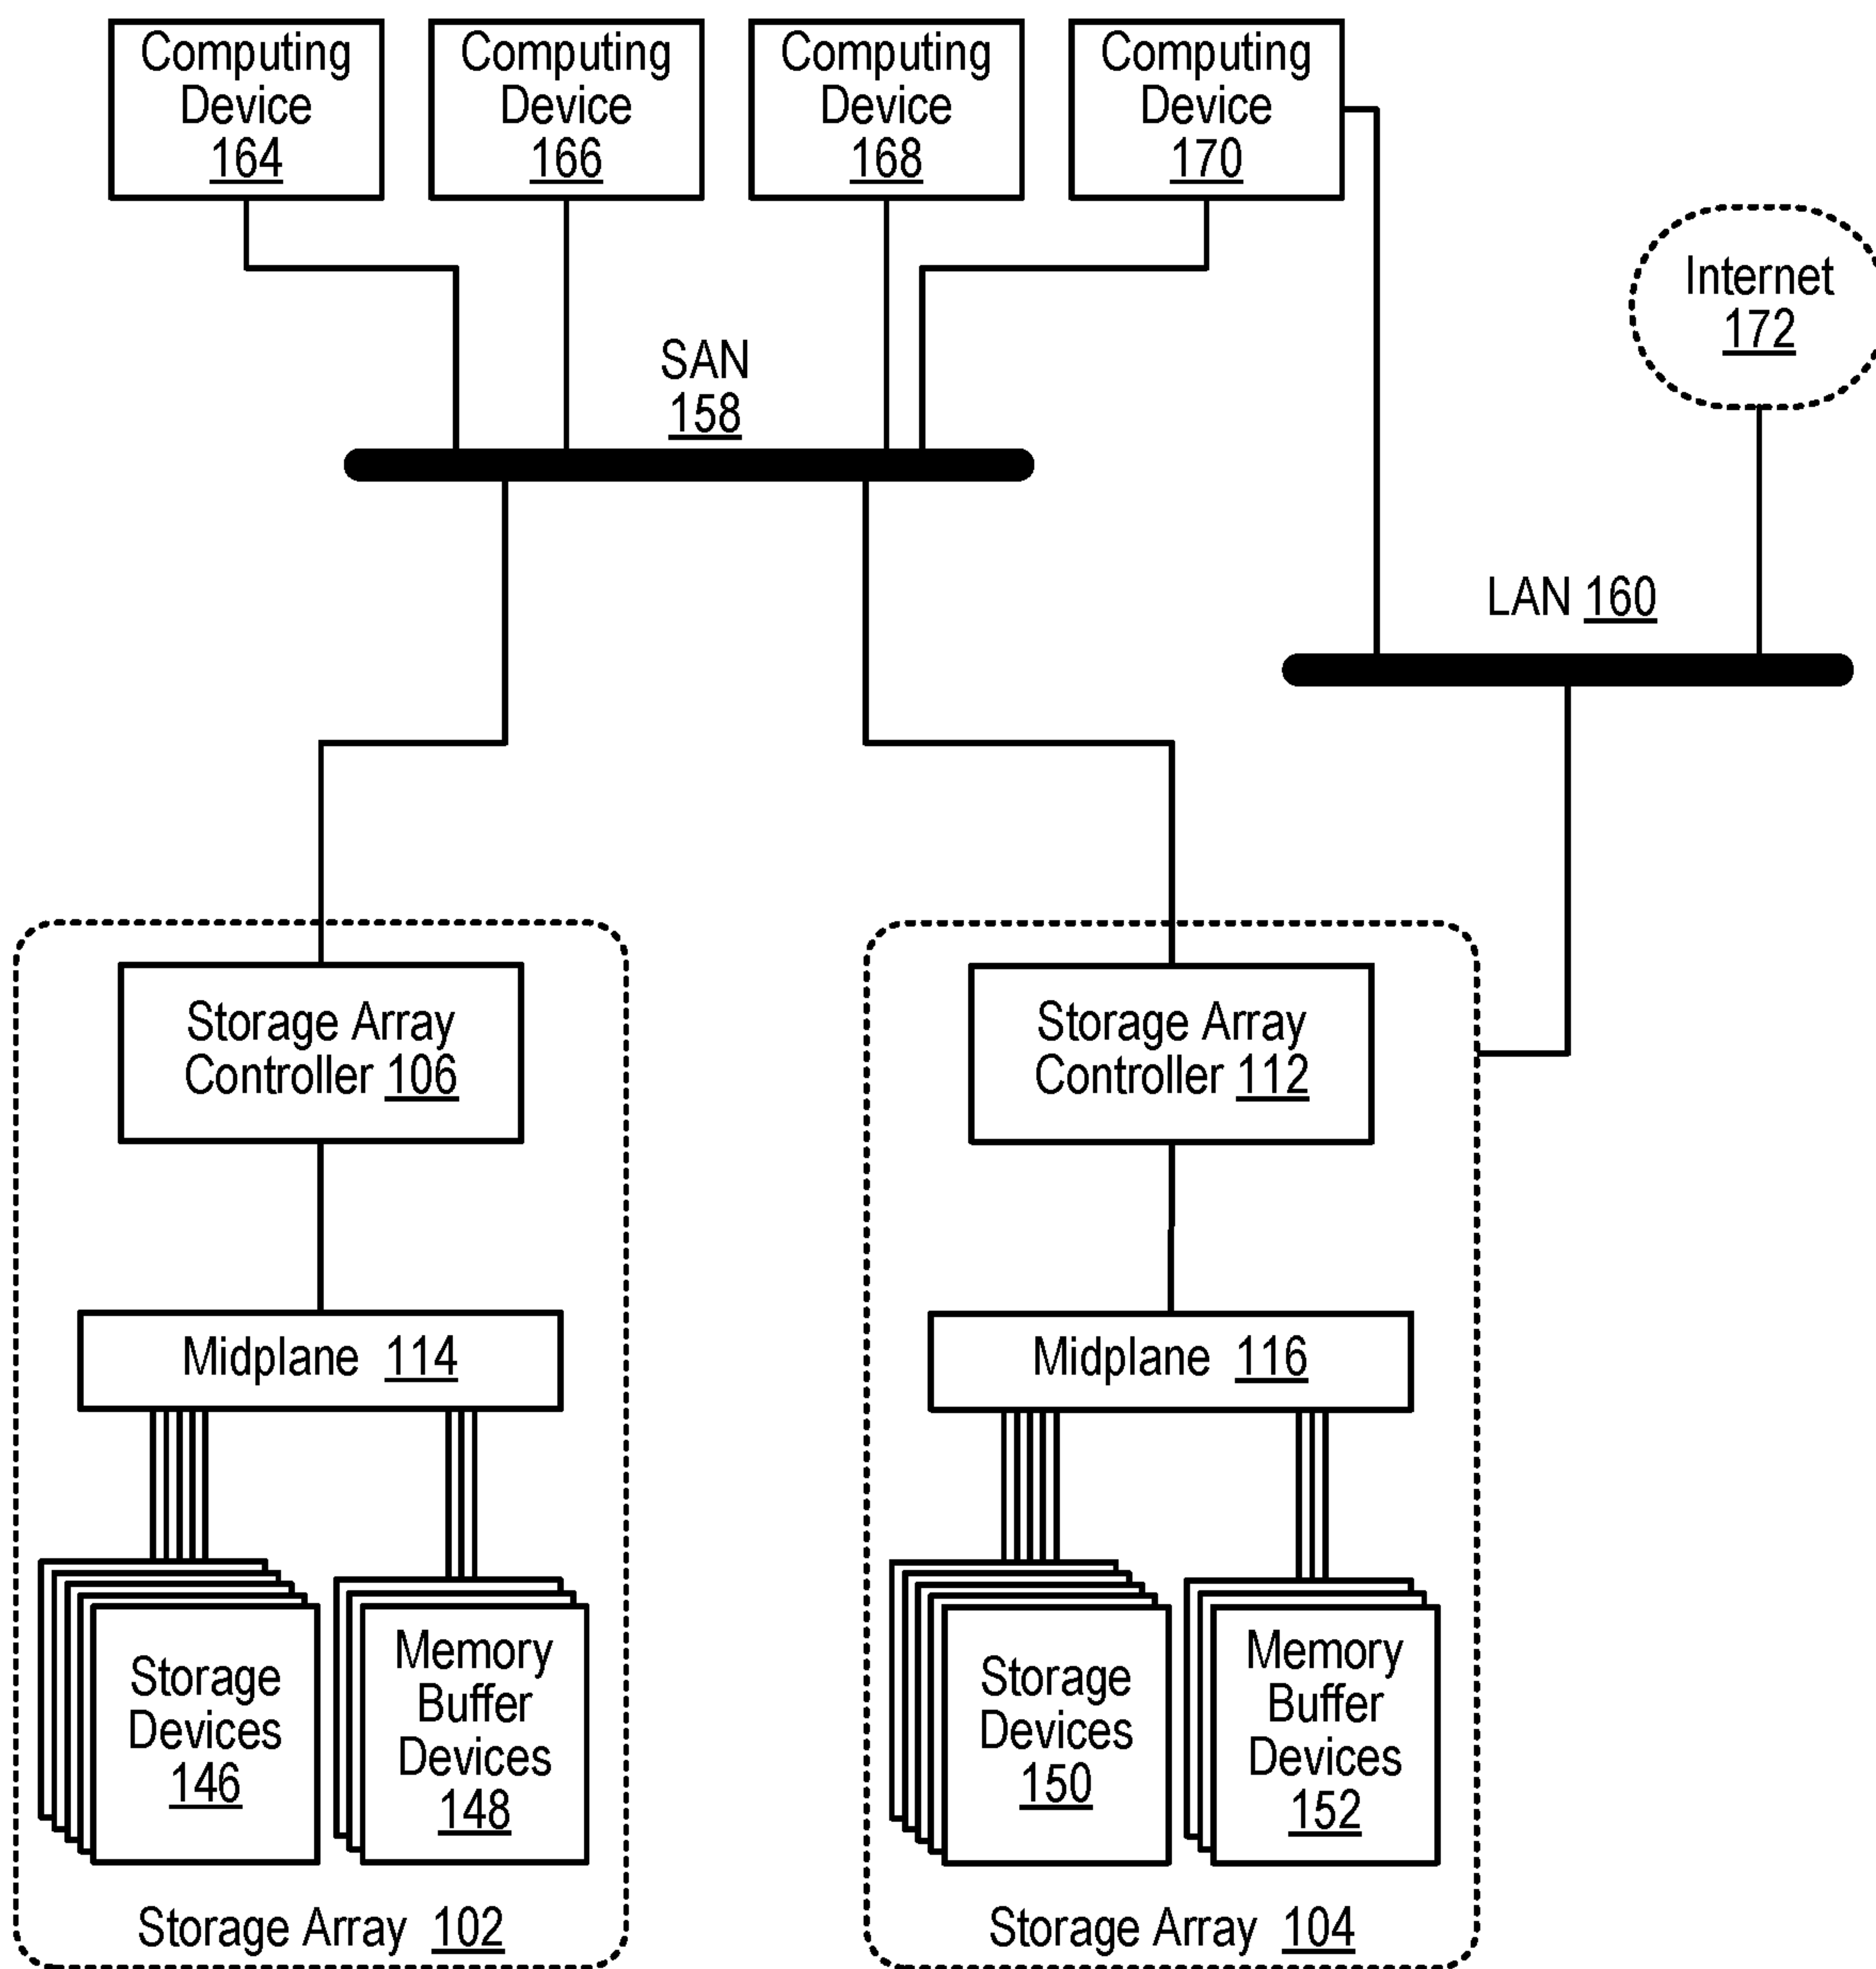 Computing
Device
164
Computing
Device
166
Computing
Device
168
Computing
Device
170
Internet
172
SAN
158
LAN 160
Storage Array
Controller 106
Storage Array
Controller 112
Midplane 114
Midplane 116
Storage
Devices
146
Memory
Buffer
Devices
148
Storage
Devices
150
Memory
Buffer
Devices
152
Storage Array 102
Storage Array 104